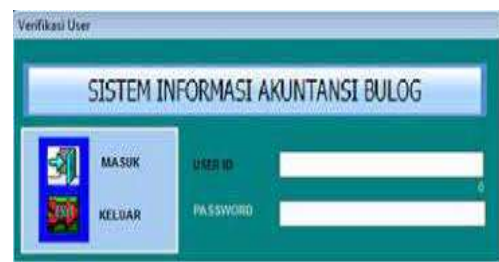 Verifikasi User
SISTEM INFORMASI AKUNTANSI BULOG
MASUK
USER ID
KELUAR
PASSWORD